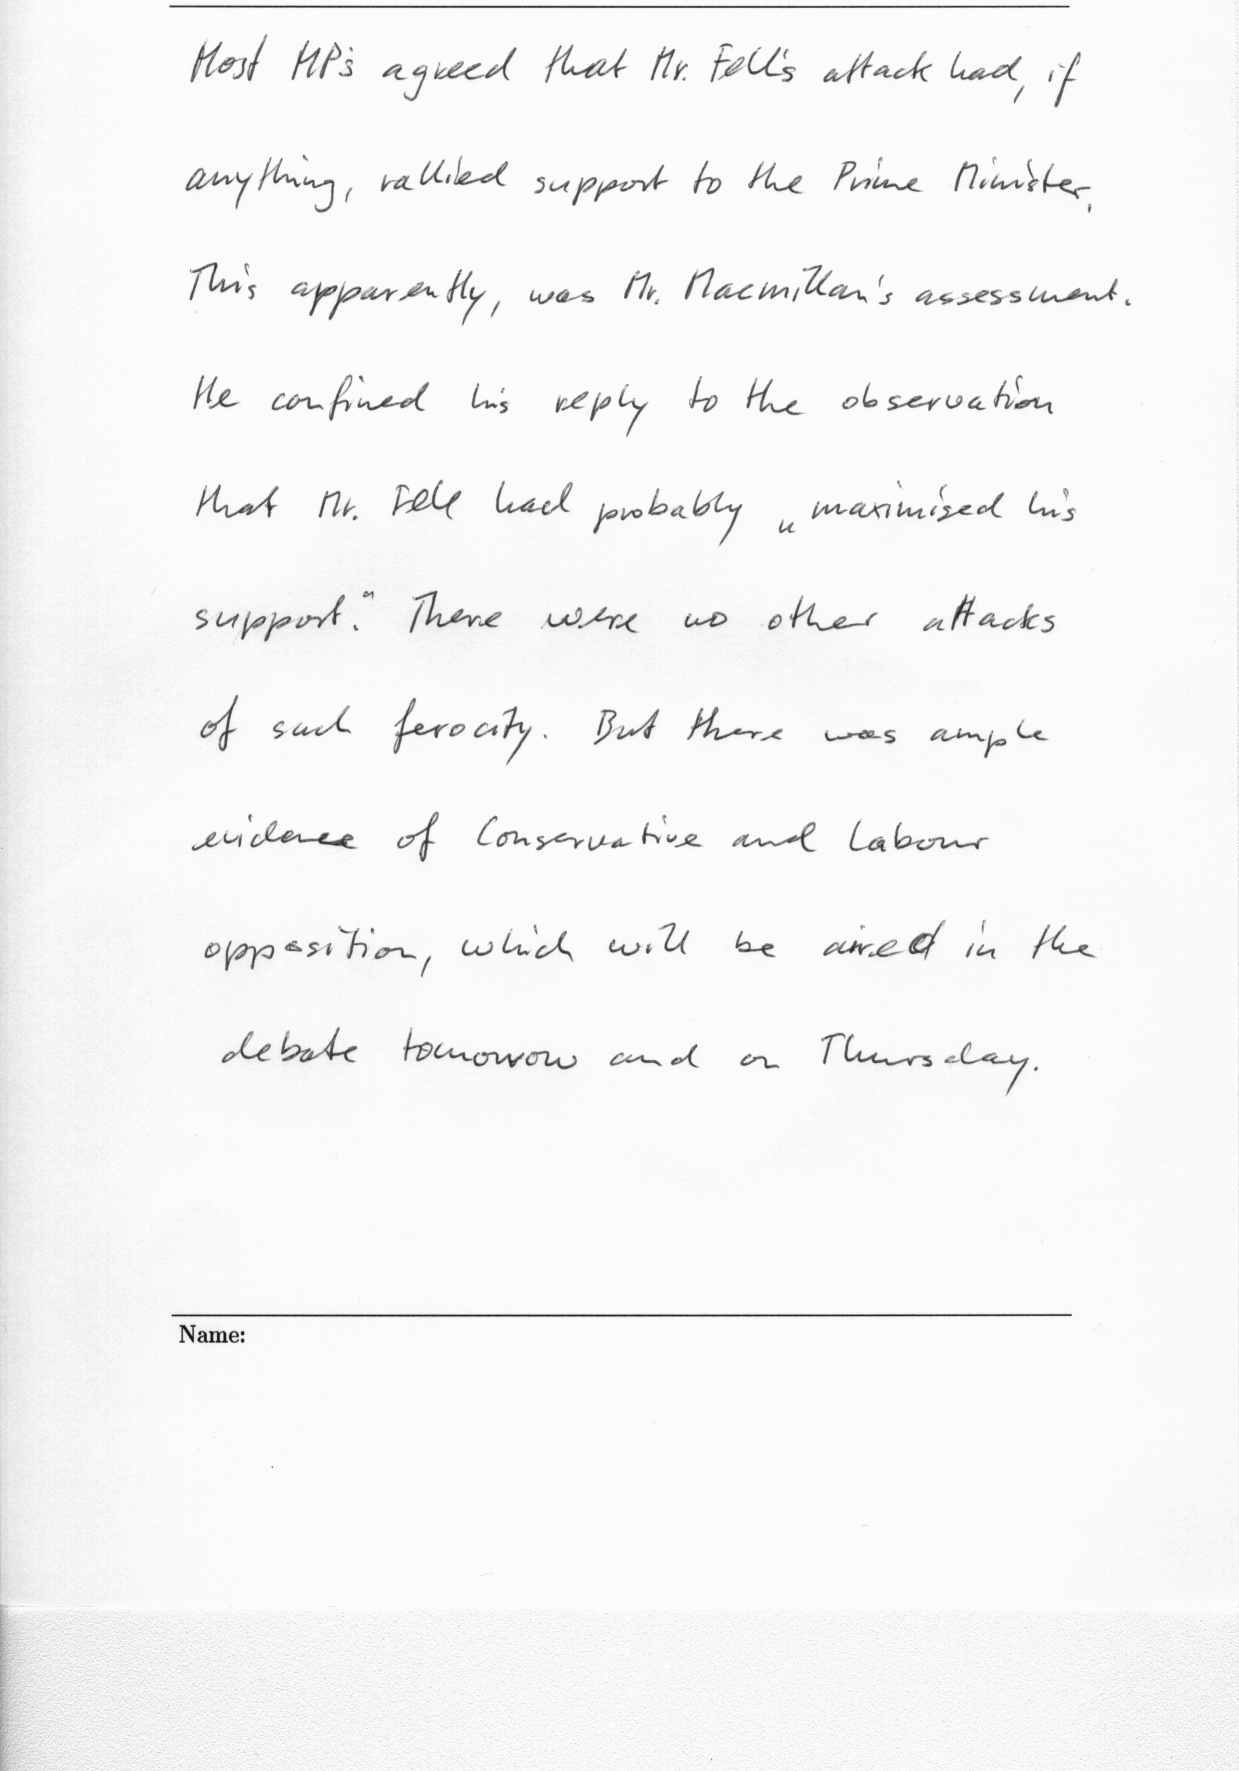 Most MP's agreed that Mr. Fell's attack had, if
anything, rallied support to the Prime Minister.
This apparently, was Mr. Macmillan's assessment.
He confined his reply to the observation
that Mr. Fell had probably „maximised his
support.“ There were no other attacks
of such ferocity. But there was ample
evidence of Conservative and Labour
opposition, which will be aired in the
debate tomorrow and on Thursday.
Name: